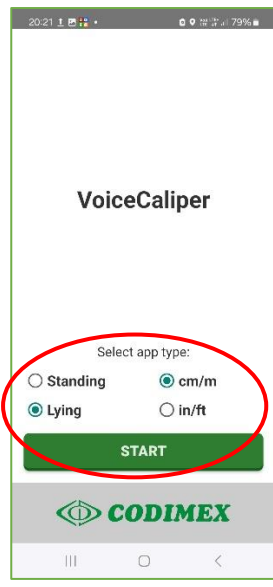 20:21 79%
VoiceCaliper
Select app type:
Standing cm/m
Lying in/ft
START
CODIMEX